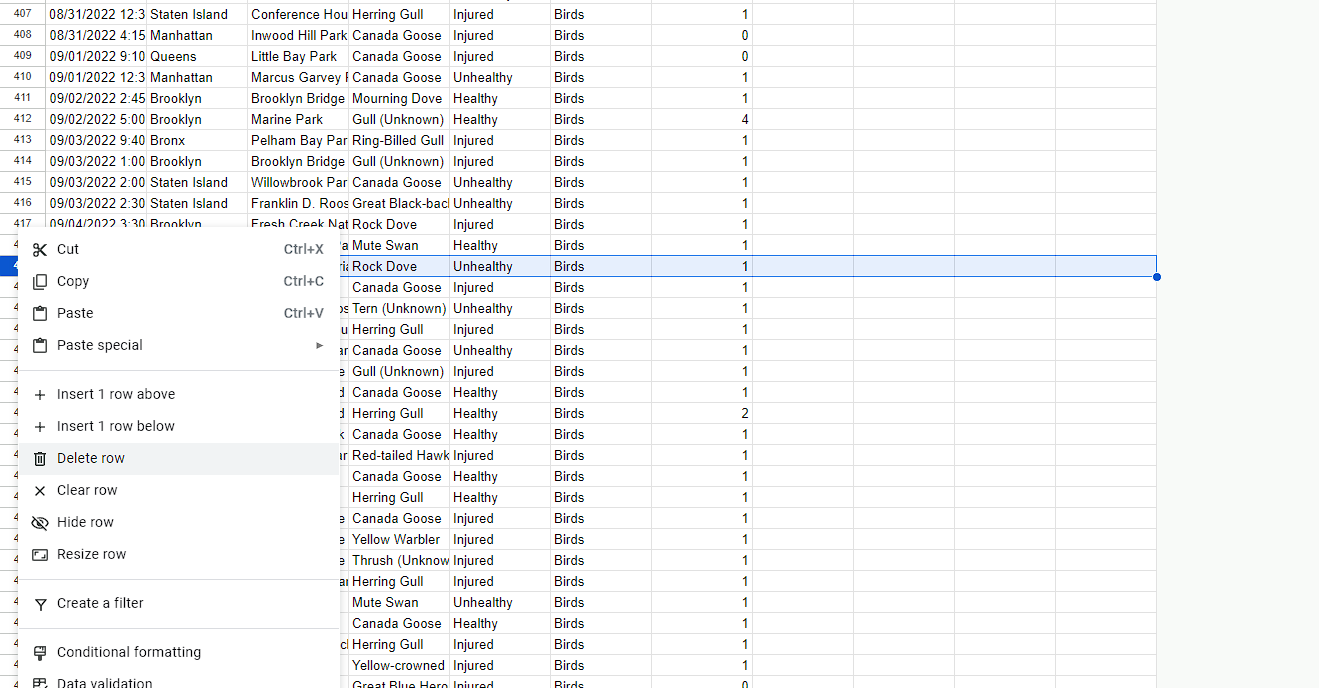 407 08/31/2022 12:3 Staten Island Conference Hou Herring Gull Injured Birds 1
408 08/31/2022 4:15 Manhattan Inwood Hill Park Canada Goose Injured Birds 0
409 09/01/2022 9:10 Queens Little Bay Park Canada Goose Injured Birds 0
410 09/01/2022 12:3 Manhattan Marcus Garvey Canada Goose Unhealthy Birds 1
411 09/02/2022 2:45 Brooklyn Brooklyn Bridge Mourning Dove Healthy Birds 1
412 09/02/2022 5:00 Brooklyn Marine Park Gull (Unknown) Healthy Birds 4
413 09/03/2022 9:40 Bronx Pelham Bay Par Ring-Billed Gull Injured Birds 1
414 09/03/2022 1:00 Brooklyn Brooklyn Bridge Gull (Unknown) Injured Birds 1
415 09/03/2022 2:00 Staten Island Willowbrook Par Canada Goose Unhealthy Birds 1
416 09/03/2022 2:30 Staten Island Franklin D. Roos Great Black-bac Unhealthy Birds 1
417 09/04/2022 3:30 Brooklyn Fresh Creek Nat Rock Dove Injured Birds 1
Mute Swan Healthy Birds 1
Rock Dove Unhealthy Birds 1
Canada Goose Injured Birds 1
Tern (Unknown) Unhealthy Birds 1
Herring Gull Injured Birds 1
Canada Goose Unhealthy Birds 1
Gull (Unknown) Injured Birds 1
Canada Goose Healthy Birds 1
Herring Gull Healthy Birds 2
Canada Goose Healthy Birds 1
Red-tailed Hawk Injured Birds 1
Canada Goose Healthy Birds 1
Herring Gull Healthy Birds 1
Canada Goose Injured Birds 1
Yellow Warbler Injured Birds 1
Thrush (Unknow Injured Birds 1
Herring Gull Injured Birds 1
Mute Swan Unhealthy Birds 1
Canada Goose Healthy Birds 1
Herring Gull Injured Birds 1
Yellow-crowned Injured Birds 1
Great Blue Hero Injured Birds 0
Cut Ctrl+X
Copy Ctrl+C
Paste Ctrl+V
Paste special
Insert 1 row above
Insert 1 row below
Delete row
Clear row
Hide row
Resize row
Create a filter
Conditional formatting
Data validation